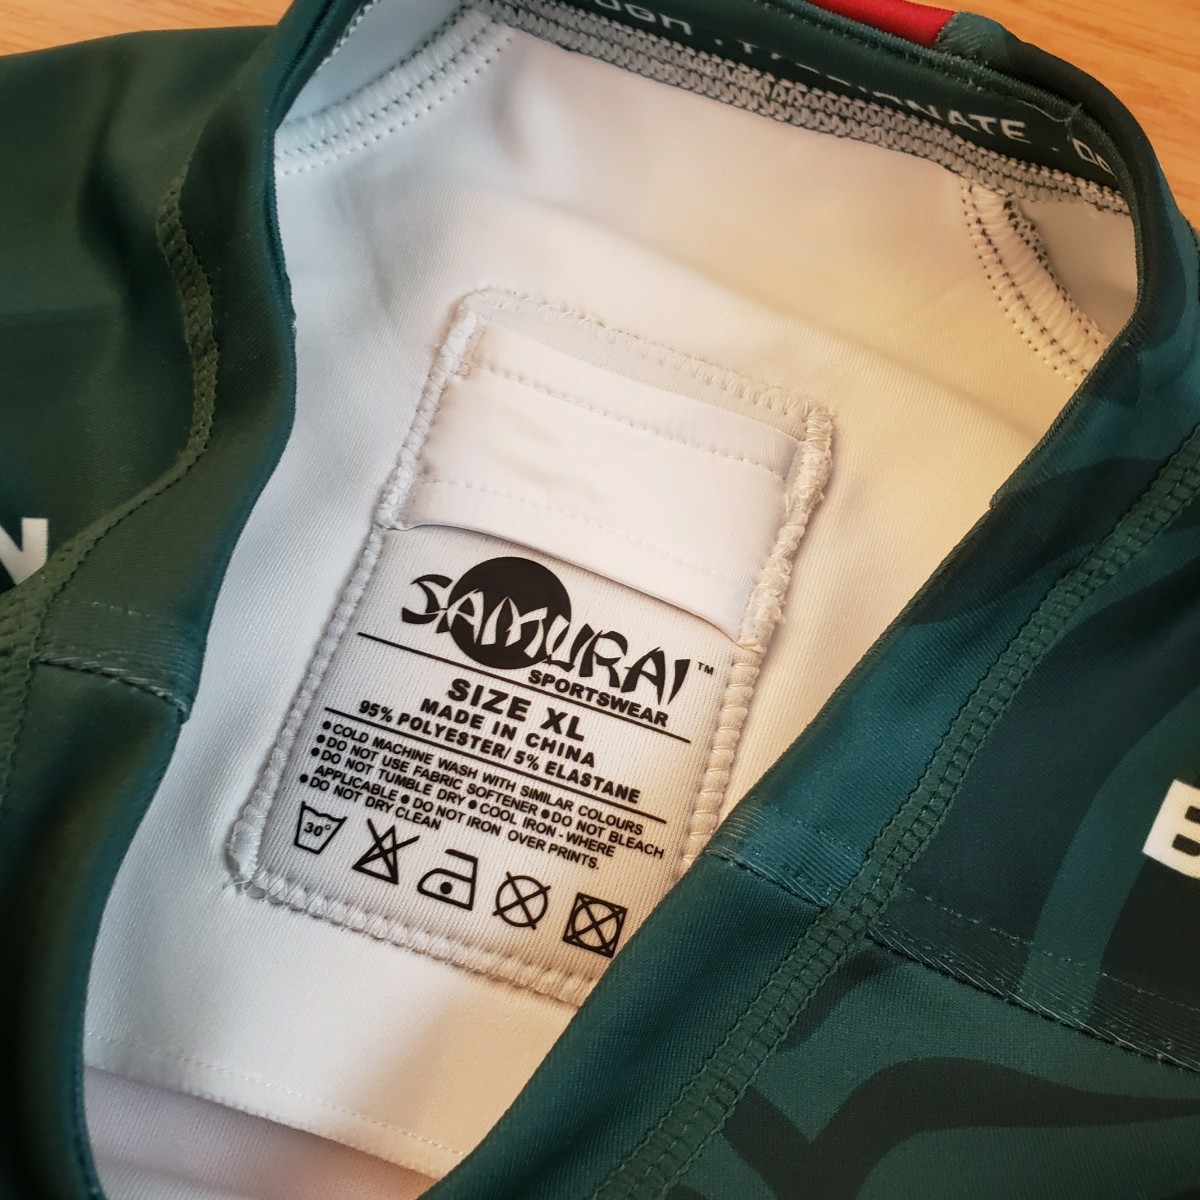 PASSIONATE .
N
SAMURAI™
SPORTSWEAR
SIZE XL
MADE IN CHINA
95% POLYESTER/ 5% ELASTANE
●COLD MACHINE WASH WITH SIMILAR COLOURS
●DO NOT USE FABRIC SOFTENER ●DO NOT BLEACH
●DO NOT TUMBLE DRY ●COOL IRON - WHERE
APPLICABLE ●DO NOT IRON OVER PRINTS.
●DO NOT DRY CLEAN
30°